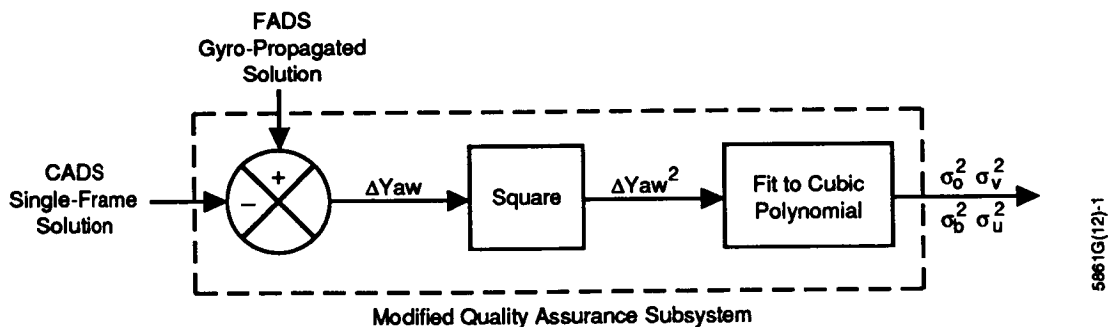 FADS
Gyro-Propagated
Solution
CADS
Single-Frame
Solution
+
−
ΔYaw
Square
ΔYaw²
Fit to Cubic
Polynomial
σₒ² σᵥ²
σ_b² σᵤ²
Modified Quality Assurance Subsystem
5861G(12)-1